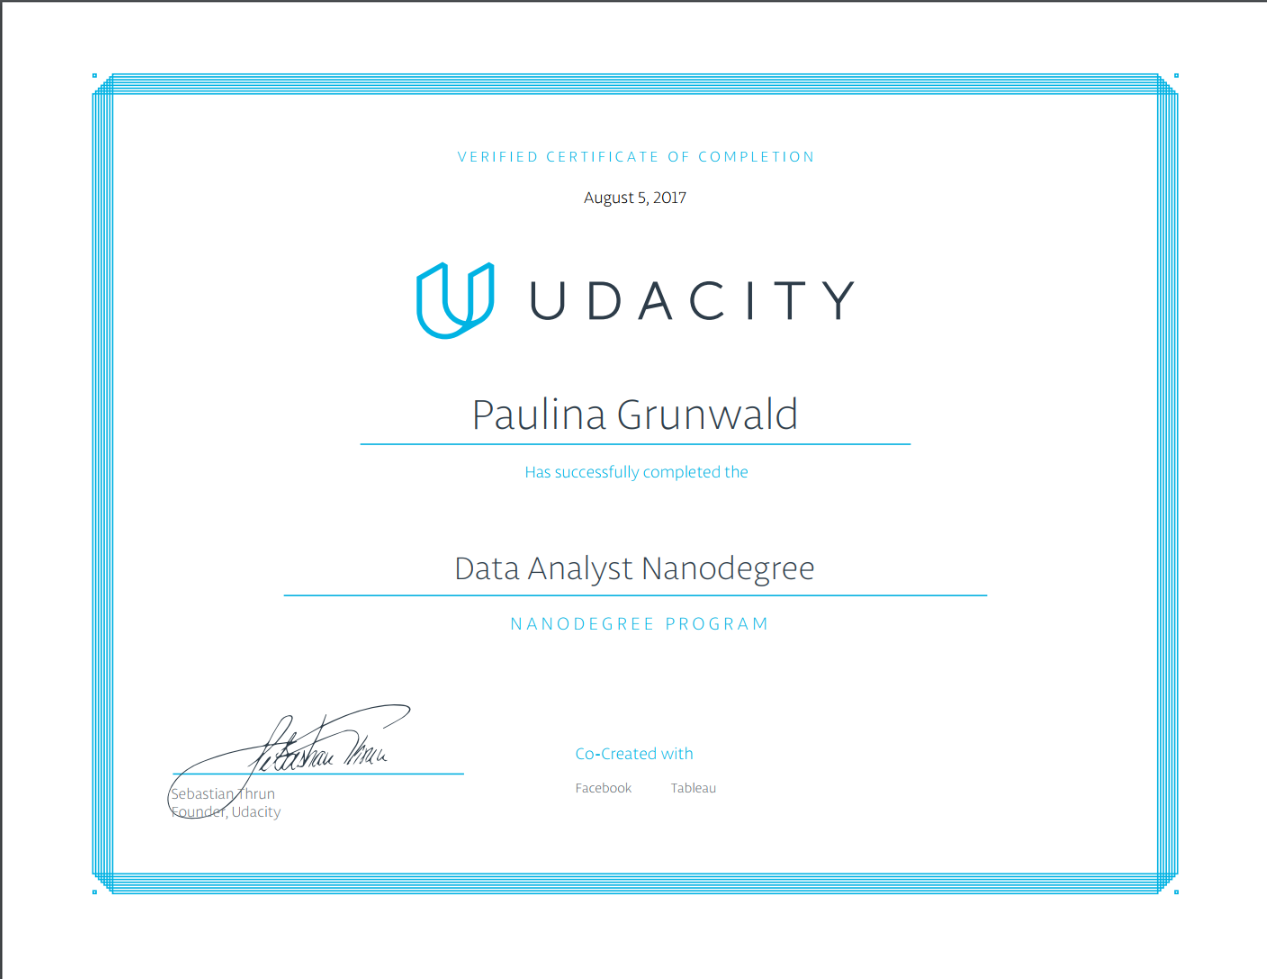 VERIFIED CERTIFICATE OF COMPLETION
August 5, 2017
UDACITY
Paulina Grunwald
Has successfully completed the
Data Analyst Nanodegree
NANODEGREE PROGRAM
Sebastian Thrun
Sebastian Thrun
Founder, Udacity
Co-Created with
Facebook Tableau